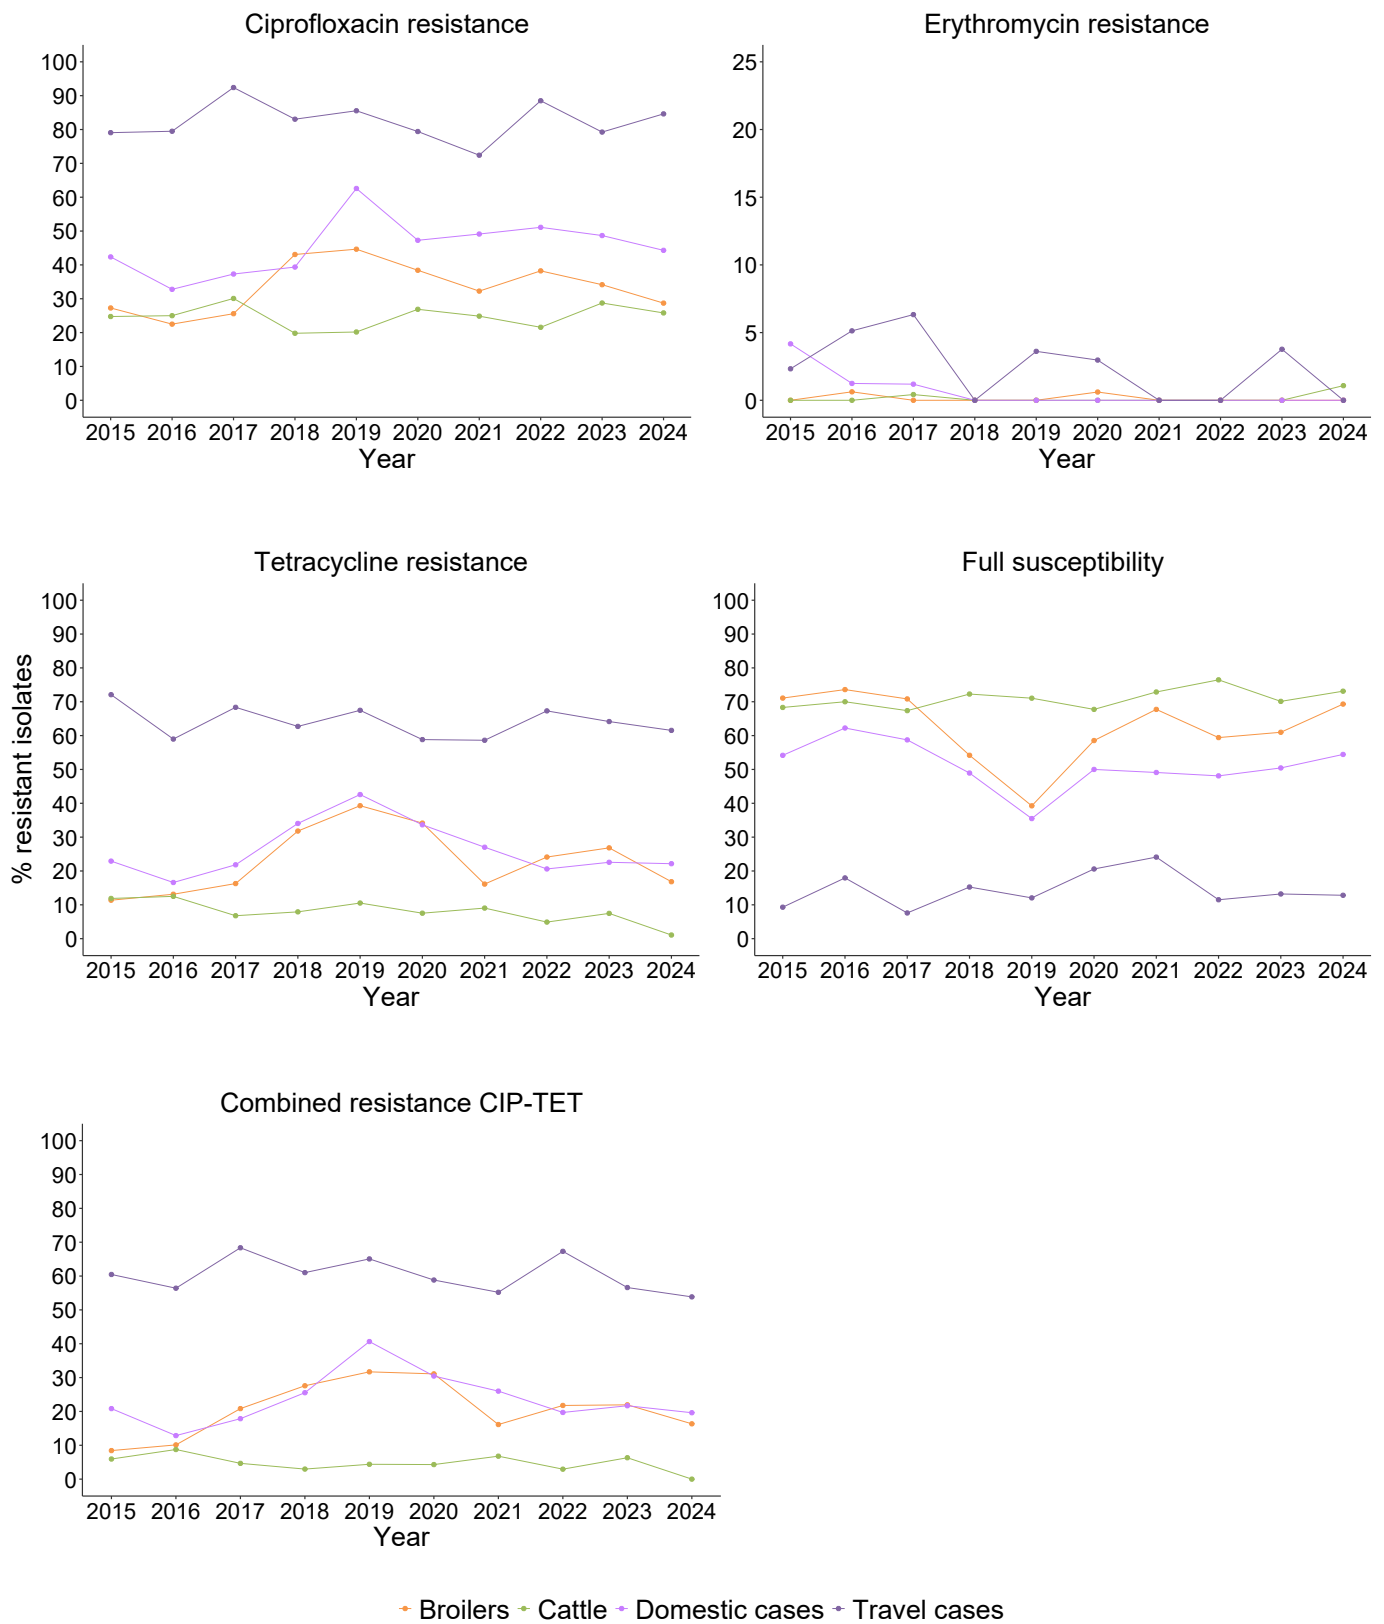 Ciprofloxacin resistance
100
90
80
70
60
50
40
30
20
10
0
2015 2016 2017 2018 2019 2020 2021 2022 2023 2024
Year
Erythromycin resistance
25
20
15
10
5
0
2015 2016 2017 2018 2019 2020 2021 2022 2023 2024
Year
% resistant isolates
Tetracycline resistance
100
90
80
70
60
50
40
30
20
10
0
2015 2016 2017 2018 2019 2020 2021 2022 2023 2024
Year
Full susceptibility
100
90
80
70
60
50
40
30
20
10
0
2015 2016 2017 2018 2019 2020 2021 2022 2023 2024
Year
Combined resistance CIP-TET
100
90
80
70
60
50
40
30
20
10
0
2015 2016 2017 2018 2019 2020 2021 2022 2023 2024
Year
Broilers Cattle Domestic cases Travel cases